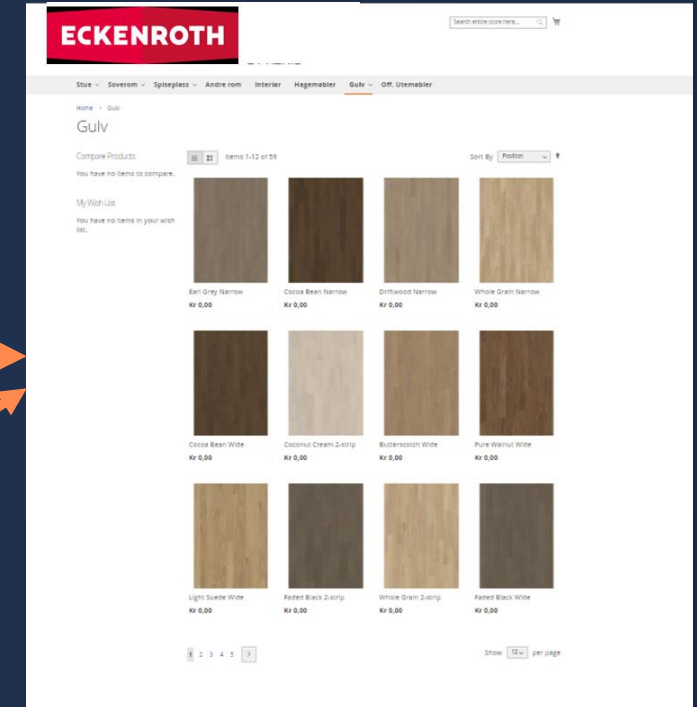 ECKENROTH
Search entire store here...
Stue Soverom Spiseplass Andre rom Interiør Hagemøbler Gulv Off. Utemøbler
Home > Gulv
Gulv
Compare Products
You have no items to compare.
My Wish List
You have no items in your wish
list.
Items 1-12 of 59
Sort By Position
Earl Grey Narrow Cocoa Bean Narrow Driftwood Narrow Whole Grain Narrow
Kr 0,00 Kr 0,00 Kr 0,00 Kr 0,00
Cocoa Bean Wide Coconut Cream 2-strip Butterscotch Wide Pure Walnut Wide
Kr 0,00 Kr 0,00 Kr 0,00 Kr 0,00
Light Suede Wide Faded Black 2-strip Whole Grain 2-strip Faded Black Wide
Kr 0,00 Kr 0,00 Kr 0,00 Kr 0,00
1 2 3 4 5 >
Show 12 per page